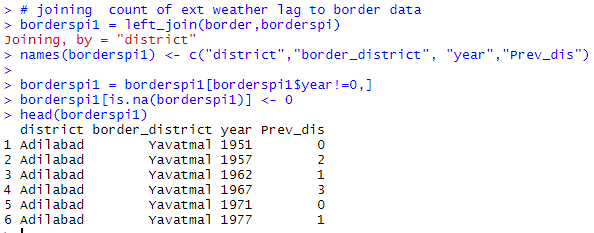 > # joining  count of ext weather lag to border data
> borderspi1 = left_join(border,borderspi)
Joining, by = "district"
> names(borderspi1) <- c("district","border_district", "year","Prev_dis")
>
> borderspi1 = borderspi1[borderspi1$year!=0,]
> borderspi1[is.na(borderspi1)] <- 0
> head(borderspi1)
  district border_district year Prev_dis
1 Adilabad        Yavatmal 1951        0
2 Adilabad        Yavatmal 1957        2
3 Adilabad        Yavatmal 1962        1
4 Adilabad        Yavatmal 1967        3
5 Adilabad        Yavatmal 1971        0
6 Adilabad        Yavatmal 1977        1